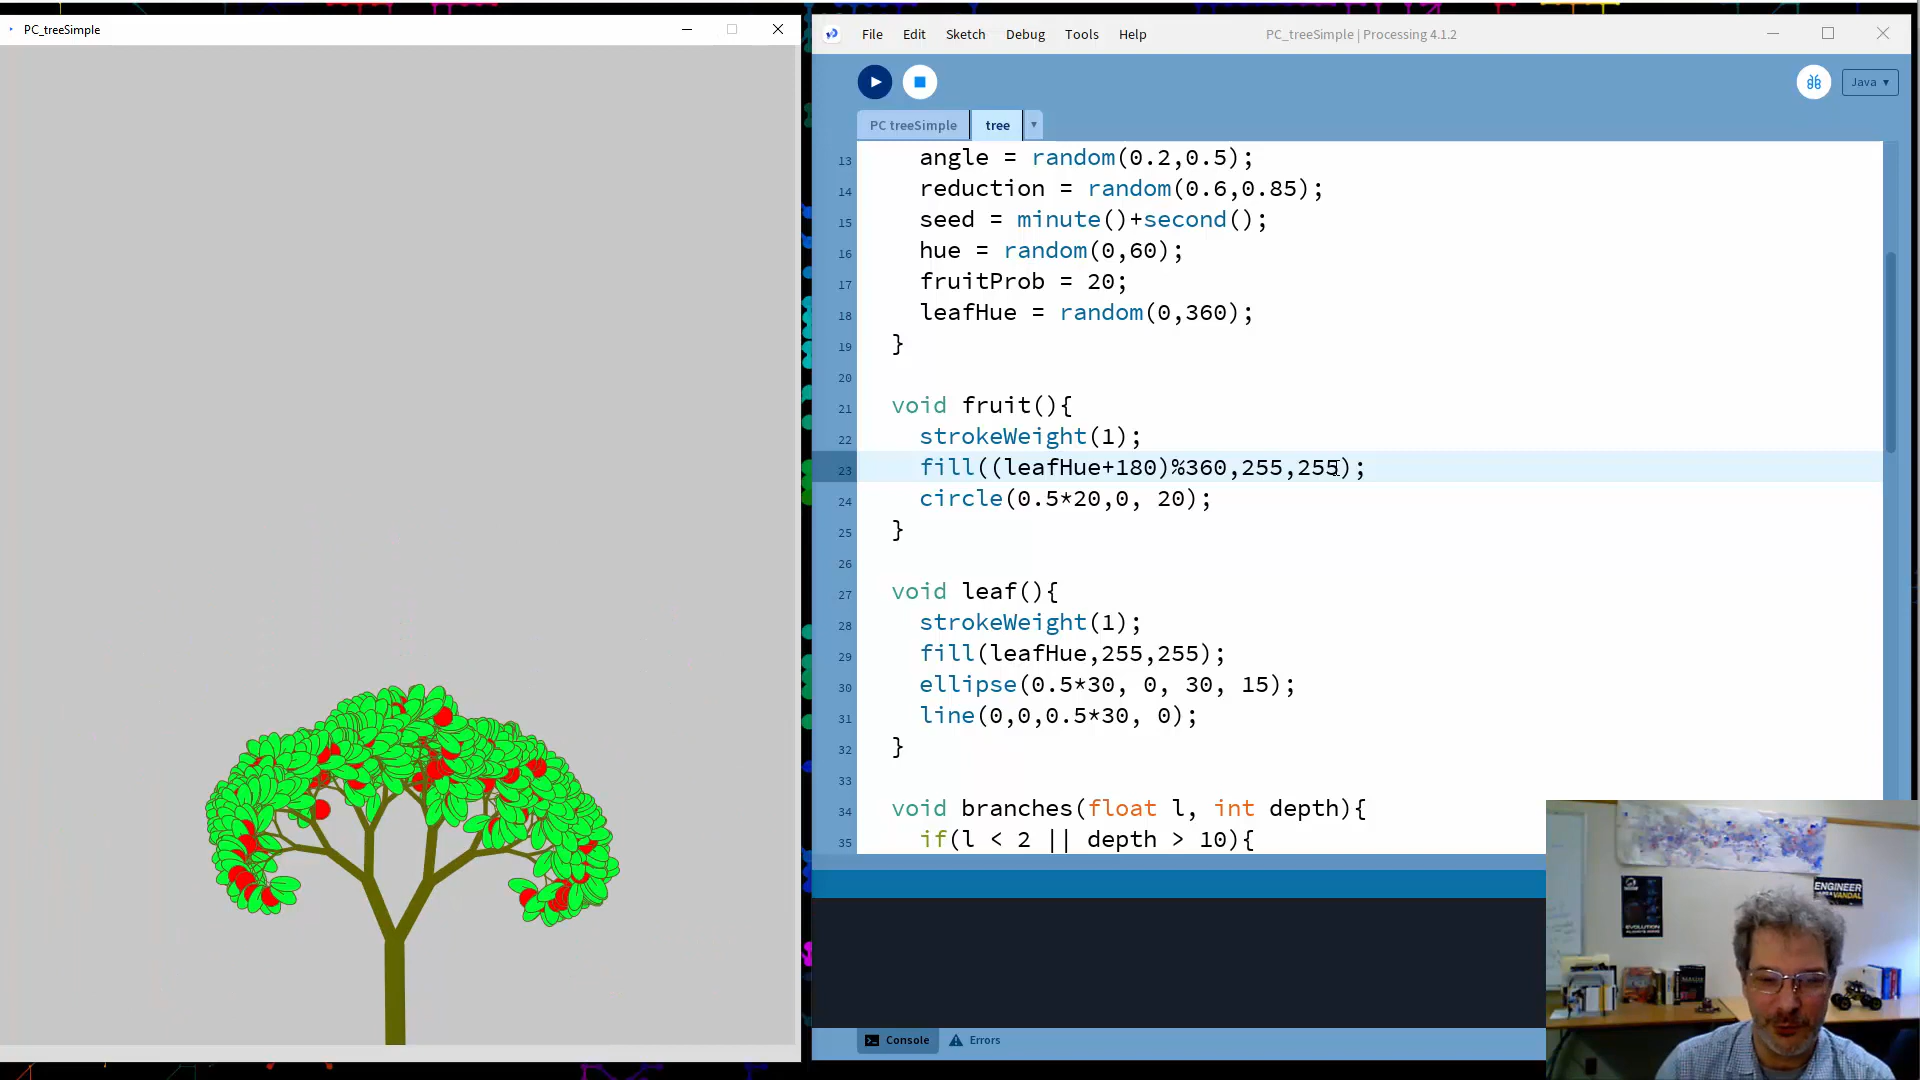 PC_treeSimple
File Edit Sketch Debug Tools Help
PC_treeSimple | Processing 4.1.2
Java ▾
PC treeSimple tree ▾
13 angle = random(0.2,0.5);
14 reduction = random(0.6,0.85);
15 seed = minute()+second();
16 hue = random(0,60);
17 fruitProb = 20;
18 leafHue = random(0,360);
19 }
20
21 void fruit(){
22 strokeWeight(1);
23 fill((leafHue+180)%360,255,255);
24 circle(0.5*20,0, 20);
25 }
26
27 void leaf(){
28 strokeWeight(1);
29 fill(leafHue,255,255);
30 ellipse(0.5*30, 0, 30, 15);
31 line(0,0,0.5*30, 0);
32 }
33
34 void branches(float l, int depth){
35 if(l < 2 || depth > 10){
Console Errors
ENGINEER
VANDAL
EVOLUTION